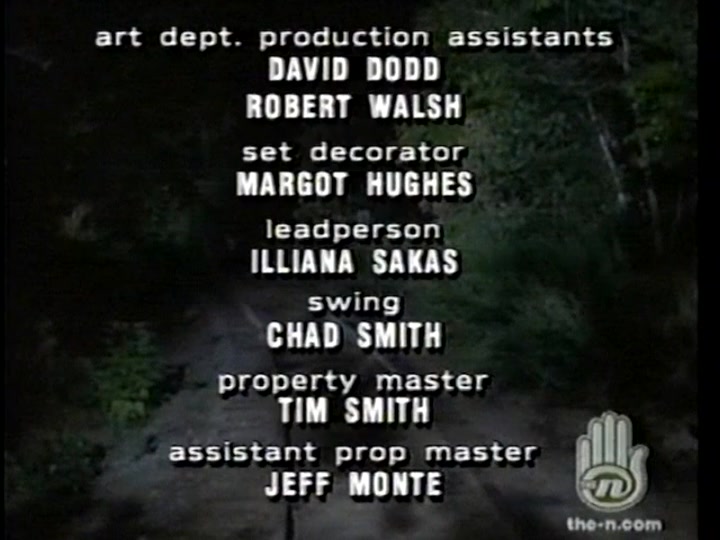 art dept. production assistants
DAVID DODD
ROBERT WALSH
set decorator
MARGOT HUGHES
leadperson
ILLIANA SAKAS
swing
CHAD SMITH
property master
TIM SMITH
assistant prop master
JEFF MONTE
THE n
the-n.com